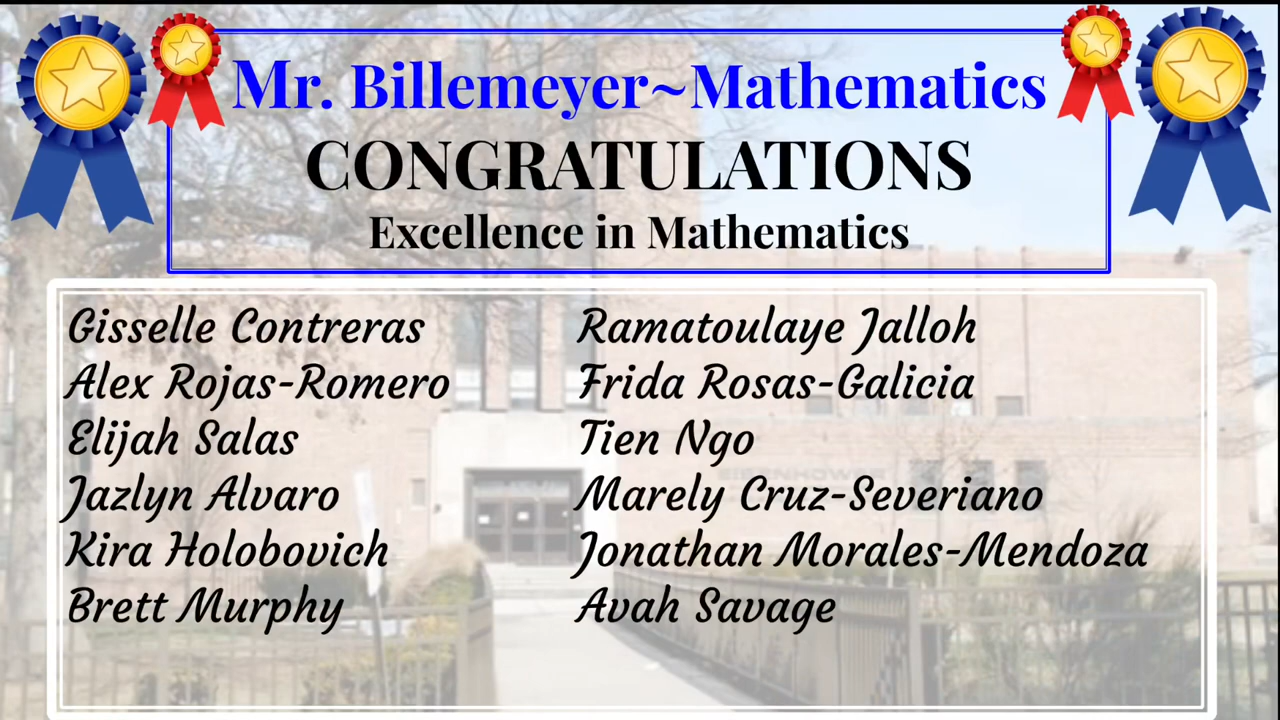 Mr. Billemeyer~Mathematics
CONGRATULATIONS
Excellence in Mathematics
Gisselle Contreras
Alex Rojas-Romero
Elijah Salas
Jazlyn Alvaro
Kira Holobovich
Brett Murphy
Ramatoulaye Jalloh
Frida Rosas-Galicia
Tien Ngo
Marely Cruz-Severiano
Jonathan Morales-Mendoza
Avah Savage
EISENHOWER